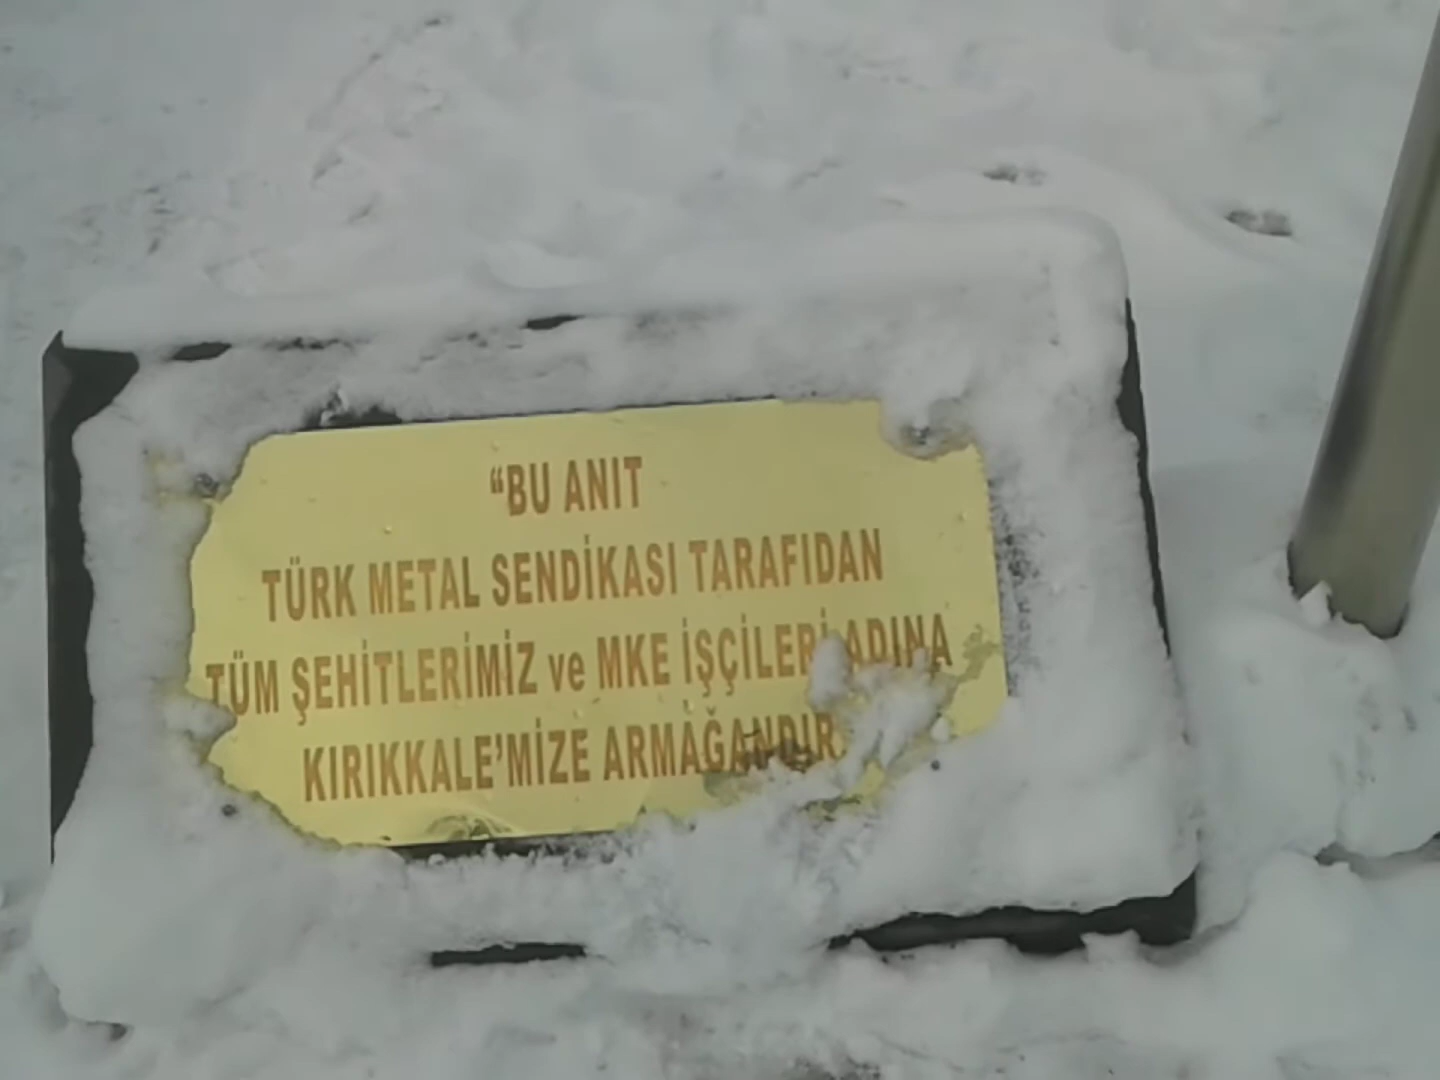 “BU ANIT
TÜRK METAL SENDİKASI TARAFIDAN
TÜM ŞEHİTLERİMİZ ve MKE İŞÇİLERİ ADINA
KIRIKKALE’MİZE ARMAĞANDIR.